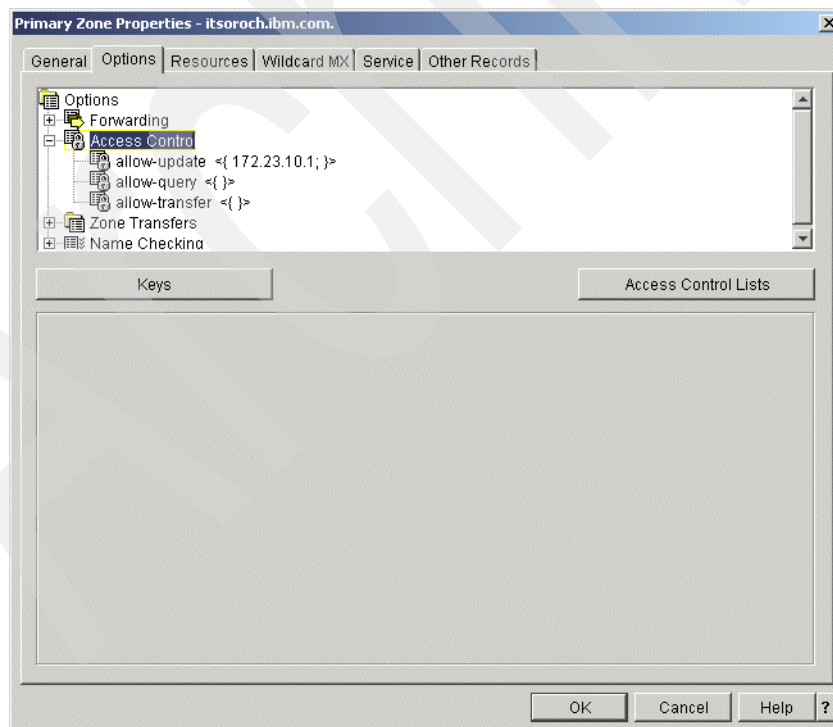 Primary Zone Properties - itsoroch.ibm.com.
General Options Resources Wildcard MX Service Other Records
Options
Forwarding
Access Control
allow-update <{ 172.23.10.1; }>
allow-query <{ }>
allow-transfer <{ }>
Zone Transfers
Name Checking
Keys Access Control Lists
OK Cancel Help ?